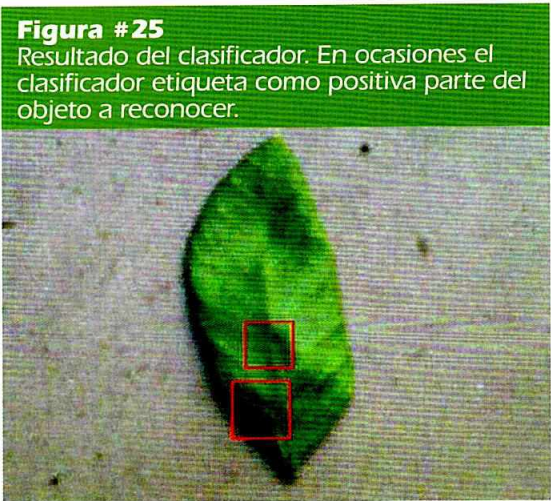 Figura #25
Resultado del clasificador. En ocasiones el
clasificador etiqueta como positiva parte del
objeto a reconocer.